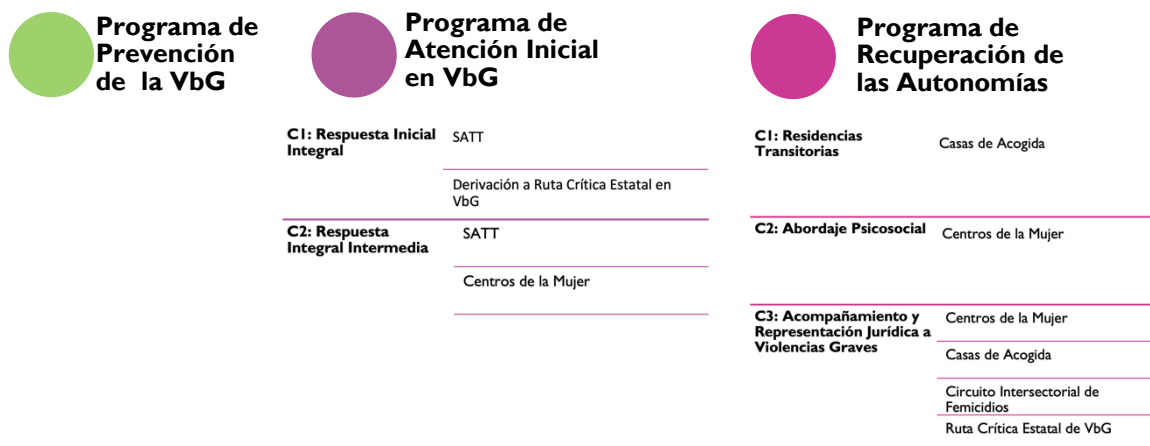 Programa de
Prevención
de la VbG
Programa de
Atención Inicial
en VbG
C1: Respuesta Inicial
Integral
SATT
Derivación a Ruta Crítica Estatal en
VbG
C2: Respuesta
Integral Intermedia
SATT
Centros de la Mujer
Programa de
Recuperación de
las Autonomías
C1: Residencias
Transitorias
Casas de Acogida
C2: Abordaje Psicosocial
Centros de la Mujer
C3: Acompañamiento y
Representación Jurídica a
Violencias Graves
Centros de la Mujer
Casas de Acogida
Circuito Intersectorial de
Femicidios
Ruta Crítica Estatal de VbG